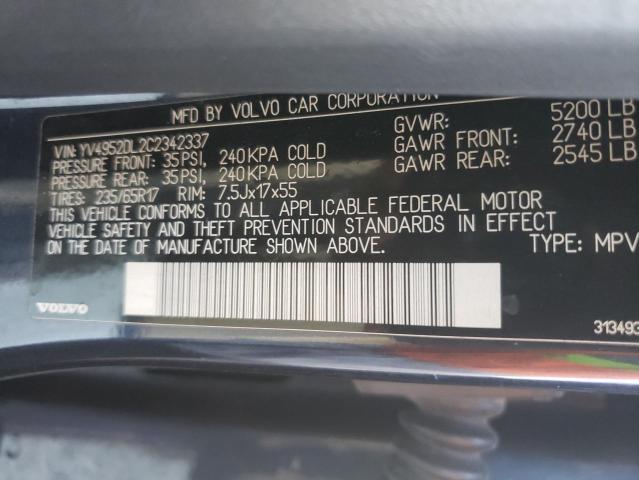 MFD BY VOLVO CAR CORPORATION
VIN: YV4952DL2C2342337
PRESSURE FRONT: 35 PSI, 240 KPA COLD
PRESSURE REAR: 35 PSI, 240 KPA COLD
TIRES: 235/65R17 RIM: 7.5Jx17x55
GVWR: 5200 LB
GAWR FRONT: 2740 LB
GAWR REAR: 2545 LB
THIS VEHICLE CONFORMS TO ALL APPLICABLE FEDERAL MOTOR
VEHICLE SAFETY AND THEFT PREVENTION STANDARDS IN EFFECT
ON THE DATE OF MANUFACTURE SHOWN ABOVE.
TYPE: MPV
VOLVO
313493